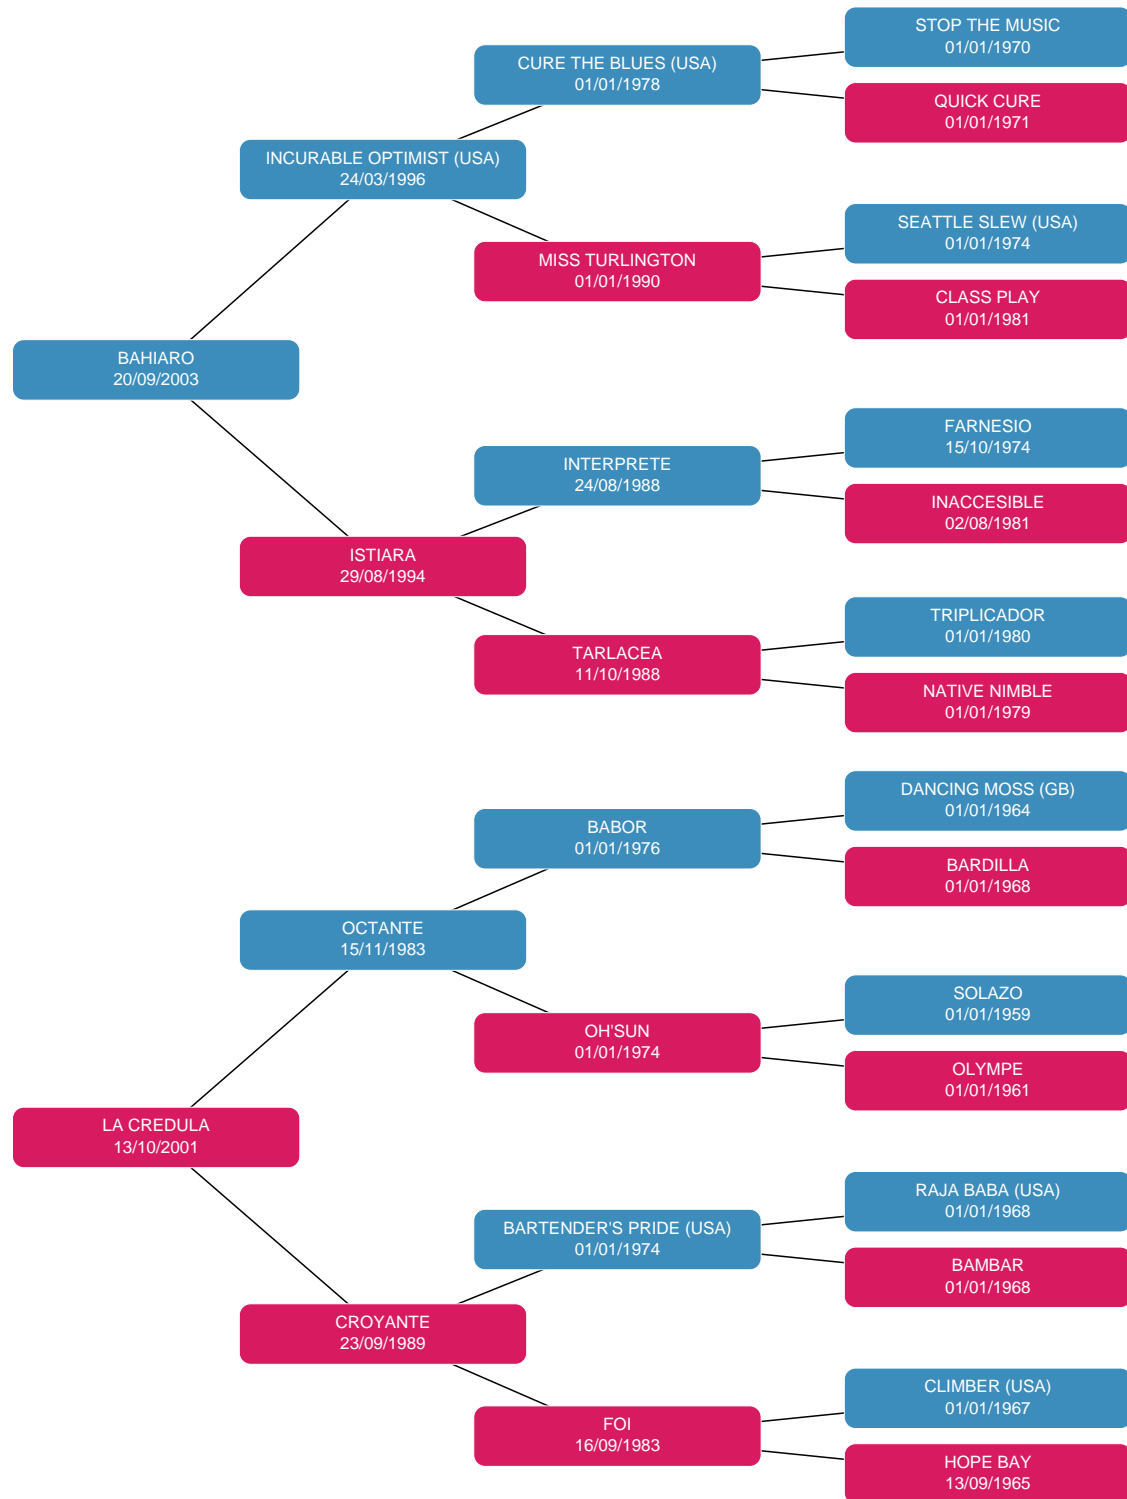 STOP THE MUSIC
01/01/1970
CURE THE BLUES (USA)
01/01/1978
QUICK CURE
01/01/1971
INCURABLE OPTIMIST (USA)
24/03/1996
SEATTLE SLEW (USA)
01/01/1974
MISS TURLINGTON
01/01/1990
CLASS PLAY
01/01/1981
BAHIARO
20/09/2003
FARNESIO
15/10/1974
INTERPRETE
24/08/1988
INACCESIBLE
02/08/1981
ISTIARA
29/08/1994
TRIPLICADOR
01/01/1980
TARLACEA
11/10/1988
NATIVE NIMBLE
01/01/1979
DANCING MOSS (GB)
01/01/1964
BABOR
01/01/1976
BARDILLA
01/01/1968
OCTANTE
15/11/1983
SOLAZO
01/01/1959
OH'SUN
01/01/1974
OLYMPE
01/01/1961
LA CREDULA
13/10/2001
RAJA BABA (USA)
01/01/1968
BARTENDER'S PRIDE (USA)
01/01/1974
BAMBAR
01/01/1968
CROYANTE
23/09/1989
CLIMBER (USA)
01/01/1967
FOI
16/09/1983
HOPE BAY
13/09/1965